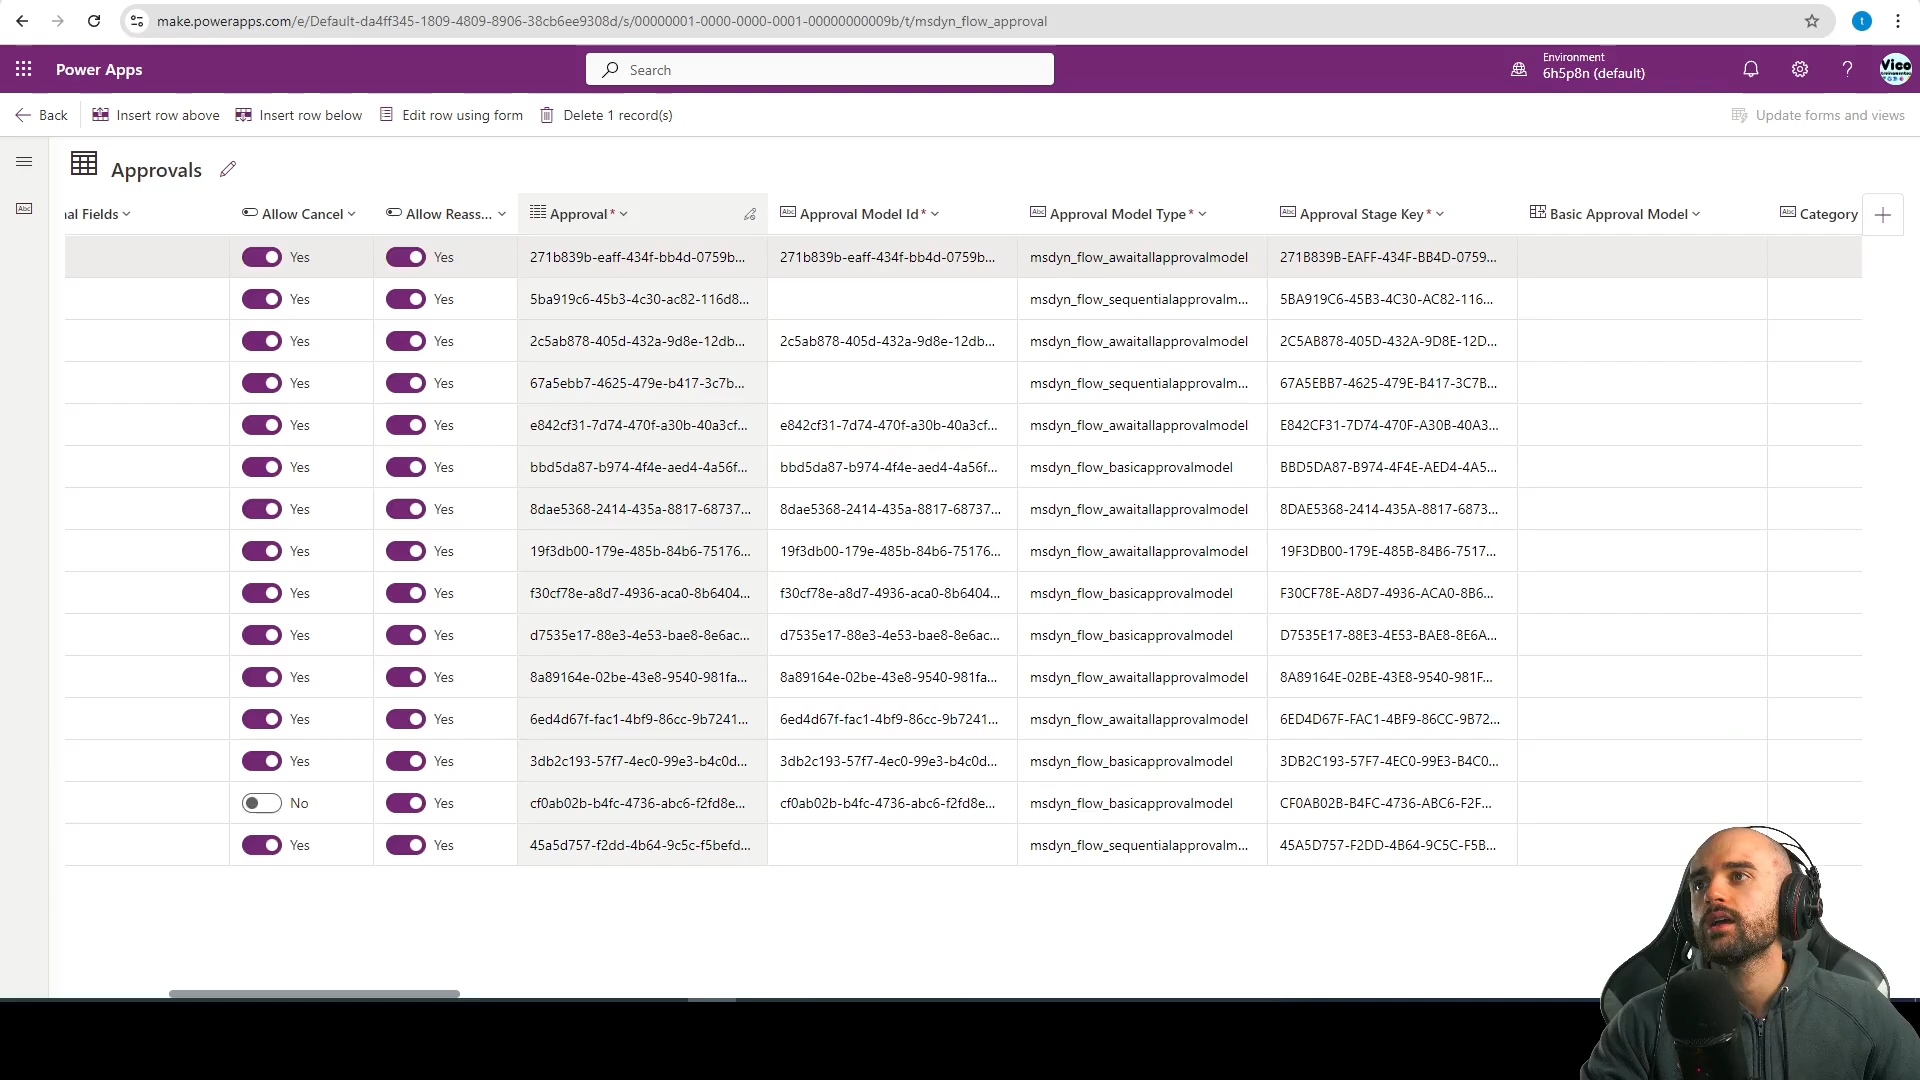 make.powerapps.com/e/Default-da4ff345-1809-4809-8906-38cb6ee9308d/s/00000001-0000-0000-0001-00000000009b/t/msdyn_flow_approval
t
Power Apps
Search
Environment
6h5p8n (default)
Vico
Back
Insert row above
Insert row below
Edit row using form
Delete 1 record(s)
Update forms and views
Approvals
Abc
nal Fields
Allow Cancel
Allow Reass...
Approval *
Abc Approval Model Id *
Abc Approval Model Type *
Abc Approval Stage Key *
Basic Approval Model
Abc Category
Yes Yes 271b839b-eaff-434f-bb4d-0759b... 271b839b-eaff-434f-bb4d-0759b... msdyn_flow_awaitallapprovalmodel 271B839B-EAFF-434F-BB4D-0759...
Yes Yes 5ba919c6-45b3-4c30-ac82-116d8... msdyn_flow_sequentialapprovalm... 5BA919C6-45B3-4C30-AC82-116...
Yes Yes 2c5ab878-405d-432a-9d8e-12db... 2c5ab878-405d-432a-9d8e-12db... msdyn_flow_awaitallapprovalmodel 2C5AB878-405D-432A-9D8E-12D...
Yes Yes 67a5ebb7-4625-479e-b417-3c7b... msdyn_flow_sequentialapprovalm... 67A5EBB7-4625-479E-B417-3C7B...
Yes Yes e842cf31-7d74-470f-a30b-40a3cf... e842cf31-7d74-470f-a30b-40a3cf... msdyn_flow_awaitallapprovalmodel E842CF31-7D74-470F-A30B-40A3...
Yes Yes bbd5da87-b974-4f4e-aed4-4a56f... bbd5da87-b974-4f4e-aed4-4a56f... msdyn_flow_basicapprovalmodel BBD5DA87-B974-4F4E-AED4-4A5...
Yes Yes 8dae5368-2414-435a-8817-68737... 8dae5368-2414-435a-8817-68737... msdyn_flow_awaitallapprovalmodel 8DAE5368-2414-435A-8817-6873...
Yes Yes 19f3db00-179e-485b-84b6-75176... 19f3db00-179e-485b-84b6-75176... msdyn_flow_awaitallapprovalmodel 19F3DB00-179E-485B-84B6-7517...
Yes Yes f30cf78e-a8d7-4936-aca0-8b6404... f30cf78e-a8d7-4936-aca0-8b6404... msdyn_flow_basicapprovalmodel F30CF78E-A8D7-4936-ACA0-8B6...
Yes Yes d7535e17-88e3-4e53-bae8-8e6ac... d7535e17-88e3-4e53-bae8-8e6ac... msdyn_flow_basicapprovalmodel D7535E17-88E3-4E53-BAE8-8E6A...
Yes Yes 8a89164e-02be-43e8-9540-981fa... 8a89164e-02be-43e8-9540-981fa... msdyn_flow_awaitallapprovalmodel 8A89164E-02BE-43E8-9540-981F...
Yes Yes 6ed4d67f-fac1-4bf9-86cc-9b7241... 6ed4d67f-fac1-4bf9-86cc-9b7241... msdyn_flow_awaitallapprovalmodel 6ED4D67F-FAC1-4BF9-86CC-9B72...
Yes Yes 3db2c193-57f7-4ec0-99e3-b4c0d... 3db2c193-57f7-4ec0-99e3-b4c0d... msdyn_flow_basicapprovalmodel 3DB2C193-57F7-4EC0-99E3-B4C0...
No Yes cf0ab02b-b4fc-4736-abc6-f2fd8e... cf0ab02b-b4fc-4736-abc6-f2fd8e... msdyn_flow_basicapprovalmodel CF0AB02B-B4FC-4736-ABC6-F2F...
Yes Yes 45a5d757-f2dd-4b64-9c5c-f5befd... msdyn_flow_sequentialapprovalm... 45A5D757-F2DD-4B64-9C5C-F5B...